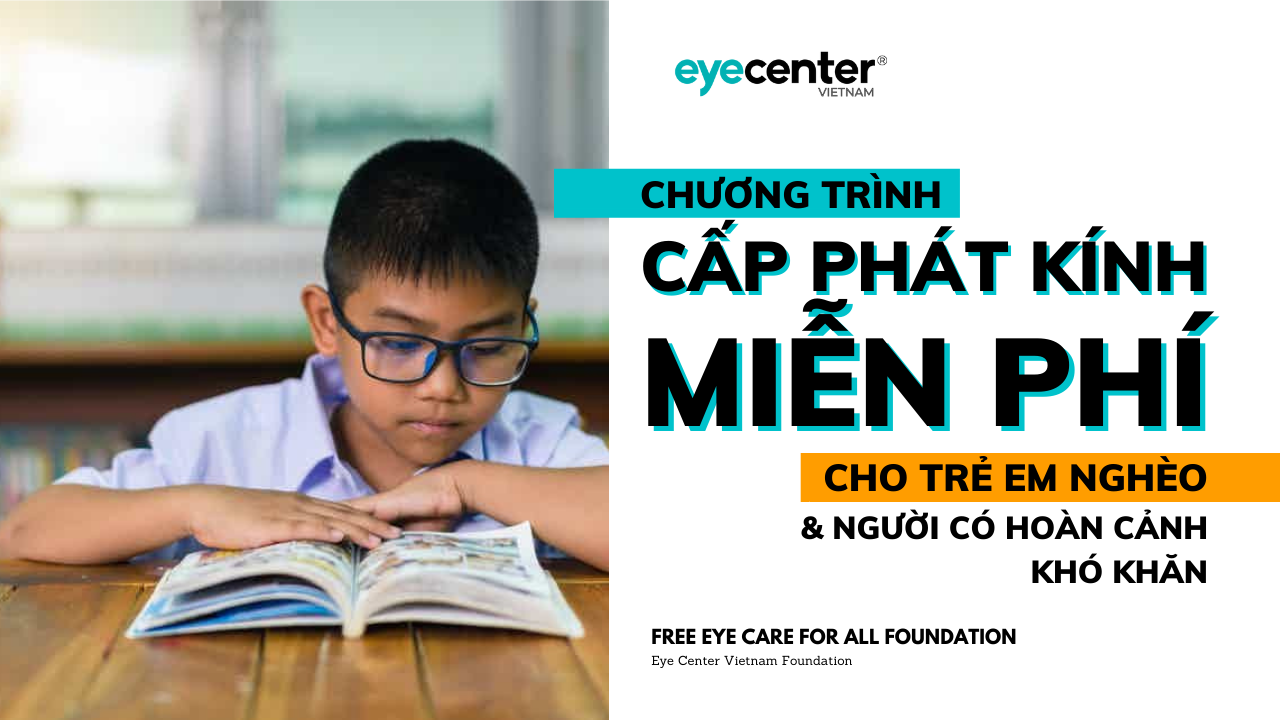 eyecenter®
VIETNAM
CHƯƠNG TRÌNH
CẤP PHÁT KÍNH
MIỄN PHÍ
CHO TRẺ EM NGHÈO
& NGƯỜI CÓ HOÀN CẢNH
KHÓ KHĂN
FREE EYE CARE FOR ALL FOUNDATION
Eye Center Vietnam Foundation